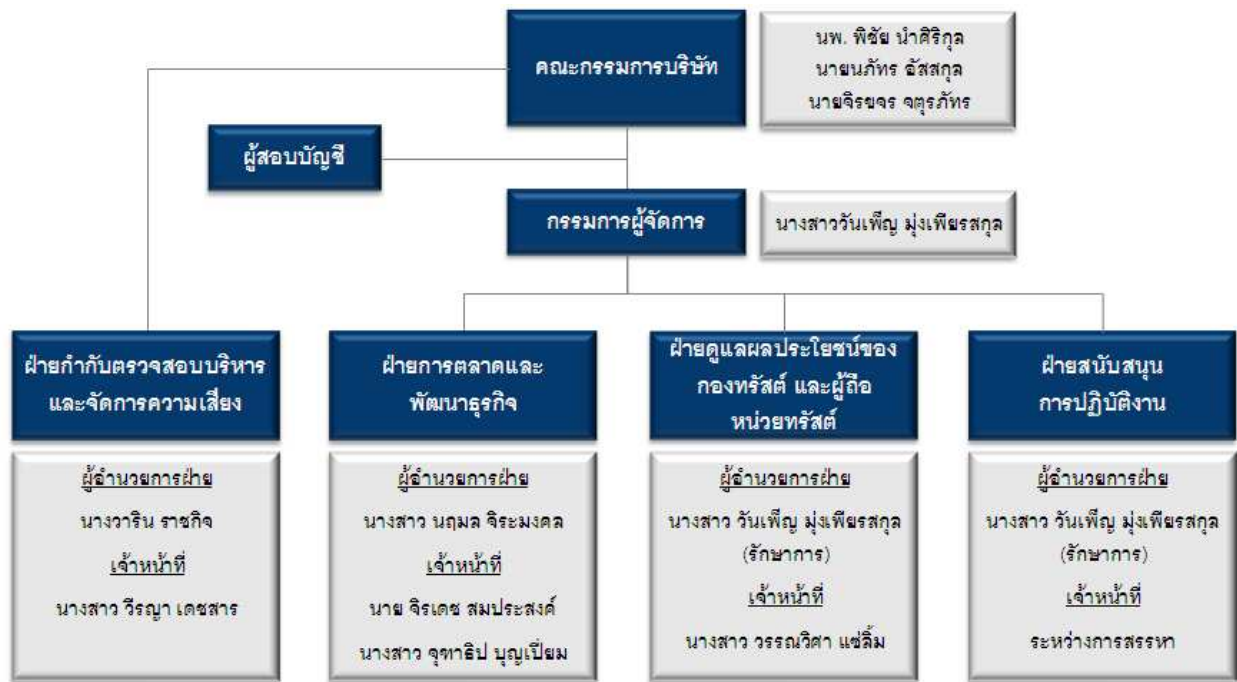 คณะกรรมการบริษัท
นพ. พิชัย นำศิริกุล
นายนภัทร อัสสกุล
นายจิรขจร จตุรภัทร
ผู้สอบบัญชี
กรรมการผู้จัดการ
นางสาววันเพ็ญ มุ่งเพียรสกุล
ฝ่ายกำกับตรวจสอบบริหาร
และจัดการความเสี่ยง
ผู้อำนวยการฝ่าย
นางวาริน ราชกิจ
เจ้าหน้าที่
นางสาว วีรญา เดชสาร
ฝ่ายการตลาดและ
พัฒนาธุรกิจ
ผู้อำนวยการฝ่าย
นางสาว นฤมล จิระมงคล
เจ้าหน้าที่
นาย จิรเดช สมประสงค์
นางสาว จุฑาธิป บุญเปี่ยม
ฝ่ายดูแลผลประโยชน์ของ
กองทรัสต์ และผู้ถือ
หน่วยทรัสต์
ผู้อำนวยการฝ่าย
นางสาว วันเพ็ญ มุ่งเพียรสกุล
(รักษาการ)
เจ้าหน้าที่
นางสาว วรรณวิศา แซ่ลิ้ม
ฝ่ายสนับสนุน
การปฏิบัติงาน
ผู้อำนวยการฝ่าย
นางสาว วันเพ็ญ มุ่งเพียรสกุล
(รักษาการ)
เจ้าหน้าที่
ระหว่างการสรรหา